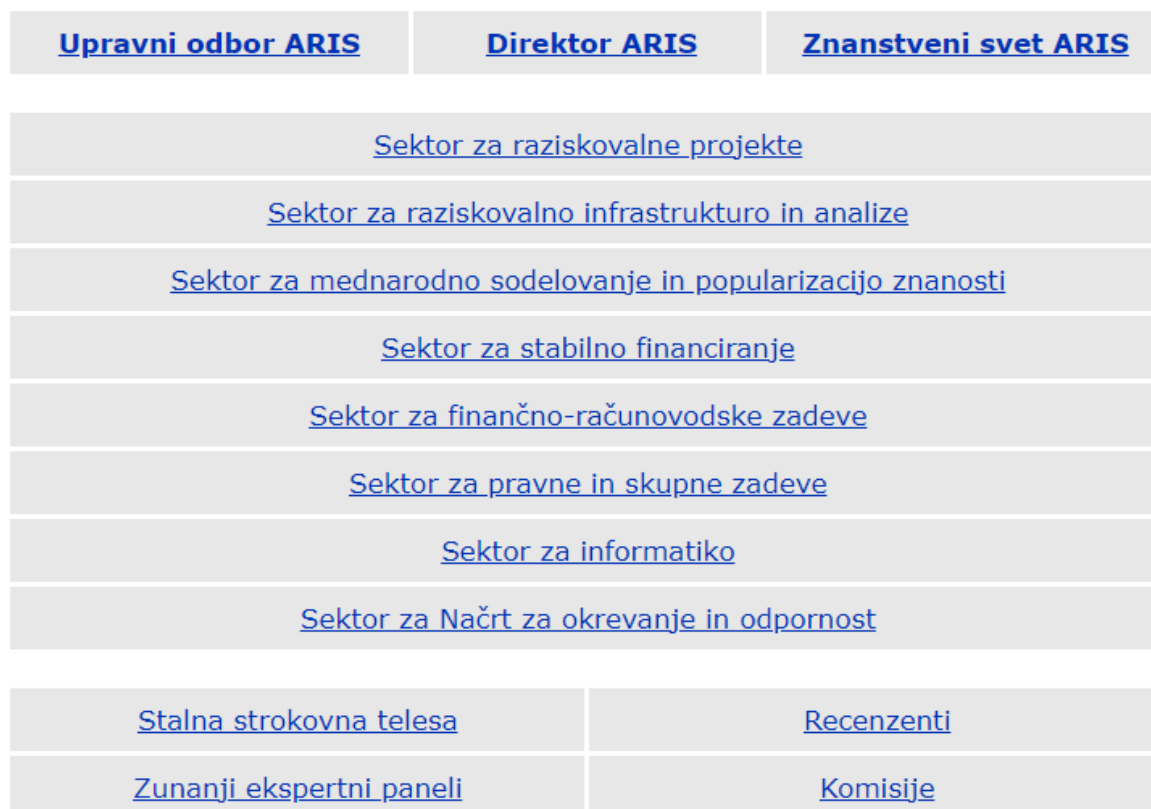 Upravni odbor ARIS Direktor ARIS Znanstveni svet ARIS
Sektor za raziskovalne projekte
Sektor za raziskovalno infrastrukturo in analize
Sektor za mednarodno sodelovanje in popularizacijo znanosti
Sektor za stabilno financiranje
Sektor za finančno-računovodske zadeve
Sektor za pravne in skupne zadeve
Sektor za informatiko
Sektor za Načrt za okrevanje in odpornost
Stalna strokovna telesa Recenzenti
Zunanji ekspertni paneli Komisije